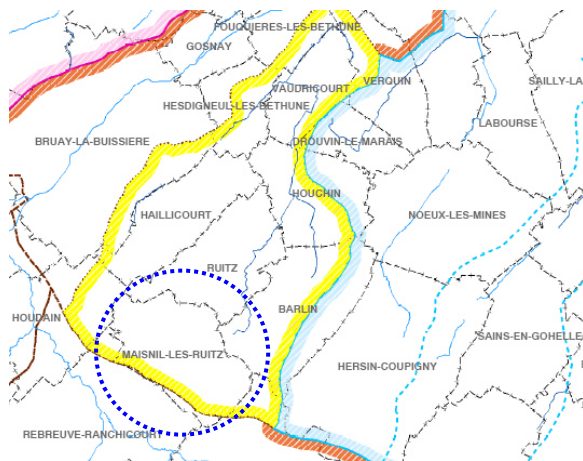 FOUQUIERES-LES-BETHUNE
GOSNAY
VAUDRICOURT
VERQUIN
SAILLY-LA
HESDIGNEUL-LES-BETHUNE
LABOURSE
BRUAY-LA-BUISSIERE
DROUVIN-LE-MARAIS
HOUCHIN
HAILLICOURT
NOEUX-LES-MINES
RUITZ
BARLIN
HOUDAIN
SAINS-EN-GOHELLE
MAISNIL-LES-RUITZ
HERSIN-COUPIGNY
REBREUVE-RANCHICOURT